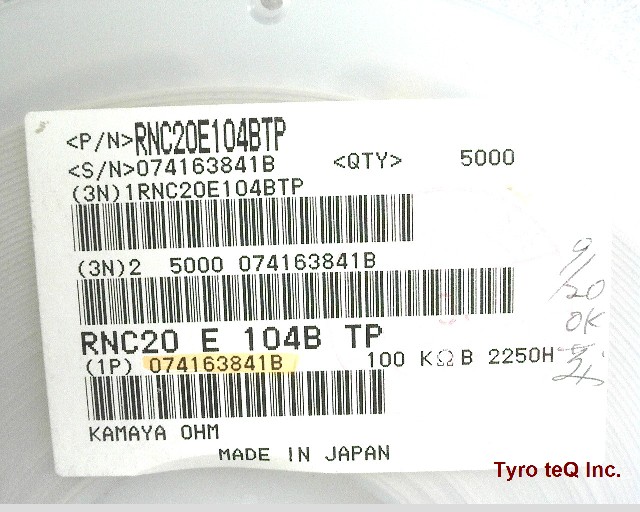 <P/N>RNC20E104BTP
<S/N>074163841B <QTY> 5000
(3N)1RNC20E104BTP
(3N)2 5000 074163841B
RNC20 E 104B TP
(1P) 074163841B 100 KΩ B 2250H
KAMAYA OHM
MADE IN JAPAN
9/20
OK
Tyro teQ Inc.